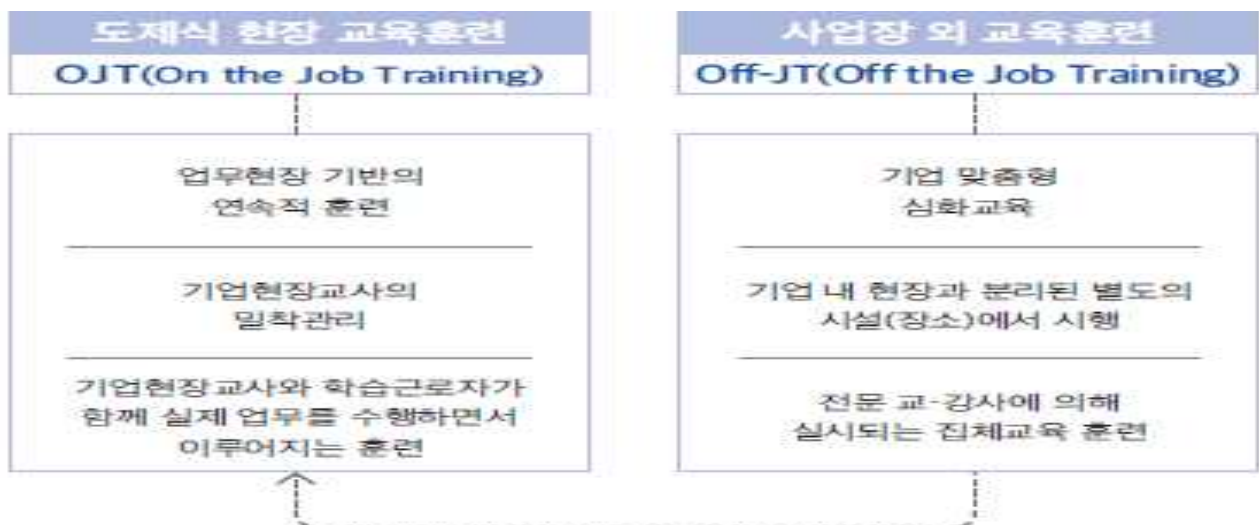 도제식 현장 교육훈련
OJT(On the Job Training)
업무현장 기반의
연속적 훈련
기업현장교사의
밀착관리
기업현장교사와 학습근로자가
함께 실제 업무를 수행하면서
이루어지는 훈련
사업장 외 교육훈련
Off-JT(Off the Job Training)
기업 맞춤형
심화교육
기업 내 현장과 분리된 별도의
시설(장소)에서 시행
전문 교·강사에 의해
실시되는 집체교육 훈련